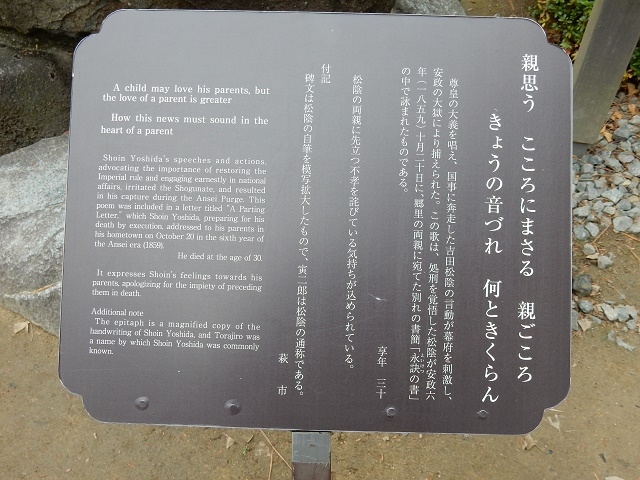 親思う　こころにまさる　親ごころ
きょうの音づれ　何ときくらん
尊皇の大義を唱え、国事に奔走した吉田松陰の言動が幕府を刺激し、
安政の大獄により捕えられた。この歌は、処刑を覚悟した松陰が安政六
年（一八五九）十月二十日に、郷里の両親に宛てた別れの書簡「永訣の書」
の中で詠まれたものである。
享年　三十
松陰の両親に先立つ不孝を詫びている気持ちが込められている。
付記
碑文は松陰の自筆を模写拡大したもので、寅二郎は松陰の通称である。
萩　市
A child may love his parents, but
the love of a parent is greater
How this news must sound in the
heart of a parent
Shoin Yoshida's speeches and actions,
advocating the importance of restoring the
Imperial rule and engaging earnestly in national
affairs, irritated the Shogunate, and resulted
in his capture during the Ansei Purge. This
poem was included in a letter titled "A Parting
Letter," which Shoin Yoshida, preparing for his
death by execution, addressed to his parents in
his hometown on October 20 in the sixth year of
the Ansei era (1859).
He died at the age of 30.
It expresses Shoin's feelings towards his
parents, apologizing for the impiety of preceding
them in death.
Additional note
The epitaph is a magnified copy of the
handwriting of Shoin Yoshida, and Torajiro was
a name by which Shoin Yoshida was commonly
known.